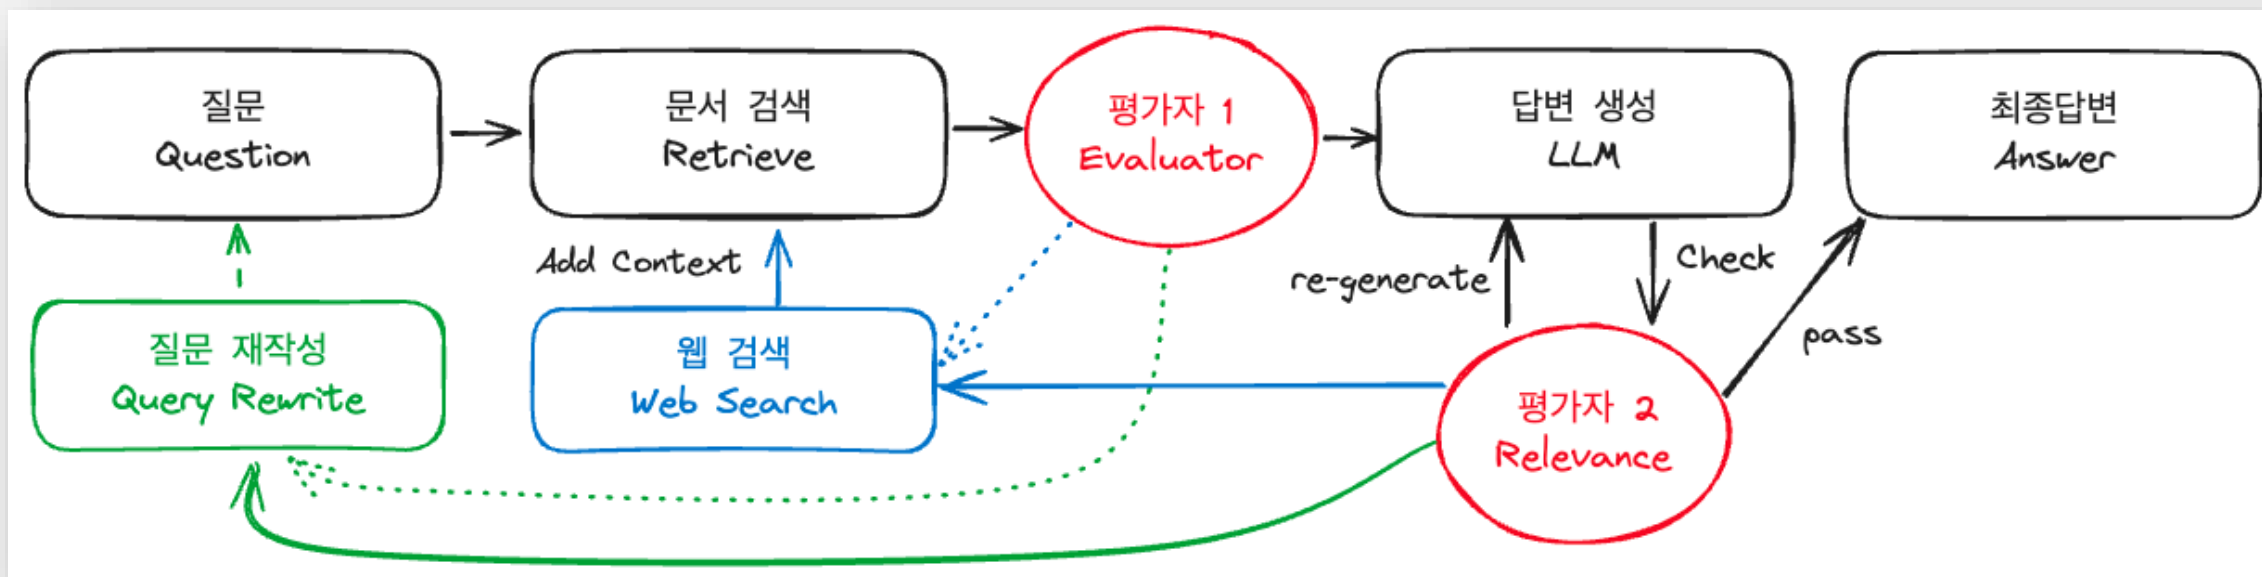 질문
Question
문서 검색
Retrieve
평가자 1
Evaluator
답변 생성
LLM
최종답변
Answer
Add Context
re-generate
Check
pass
질문 재작성
Query Rewrite
웹 검색
Web Search
평가자 2
Relevance